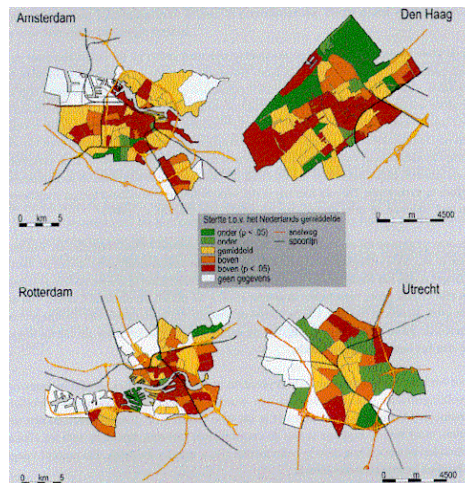 Amsterdam
Den Haag
0 km 5
0 m 4500
Sterfte t.o.v. het Nederlands gemiddelde
onder (p < .05)
onder
gemiddeld
boven
boven (p < .05)
geen gegevens
snelweg
spoorlijn
Rotterdam
Utrecht
0 km 5
0 m 4500